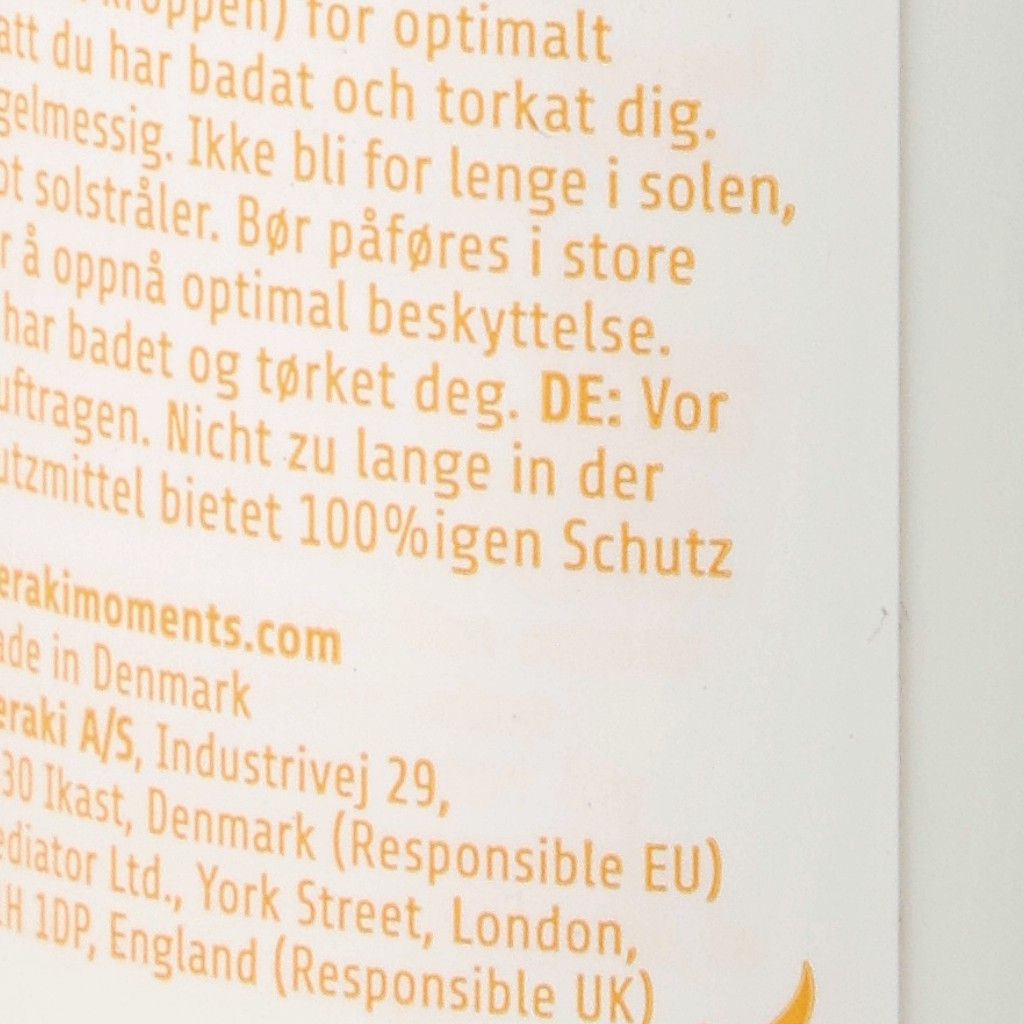 kroppen) for optimalt
att du har badat och torkat dig.
gelmessig. Ikke bli for lenge i solen,
ot solstråler. Bør påføres i store
r å oppnå optimal beskyttelse.
har badet og tørket deg. DE: Vor
uftragen. Nicht zu lange in der
utzmittel bietet 100%igen Schutz
erakimoments.com
ade in Denmark
eraki A/S, Industrivej 29,
30 Ikast, Denmark (Responsible EU)
ediator Ltd., York Street, London,
1H 1DP, England (Responsible UK)